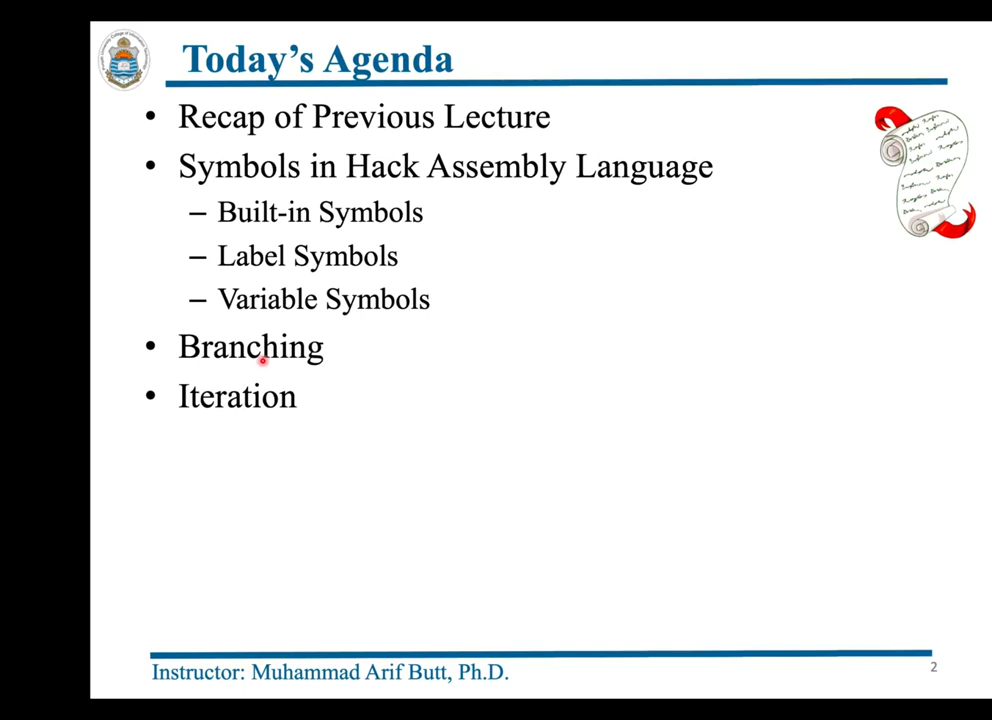 Today's Agenda
• Recap of Previous Lecture
• Symbols in Hack Assembly Language
– Built-in Symbols
– Label Symbols
– Variable Symbols
• Branching
• Iteration
Instructor: Muhammad Arif Butt, Ph.D.
2